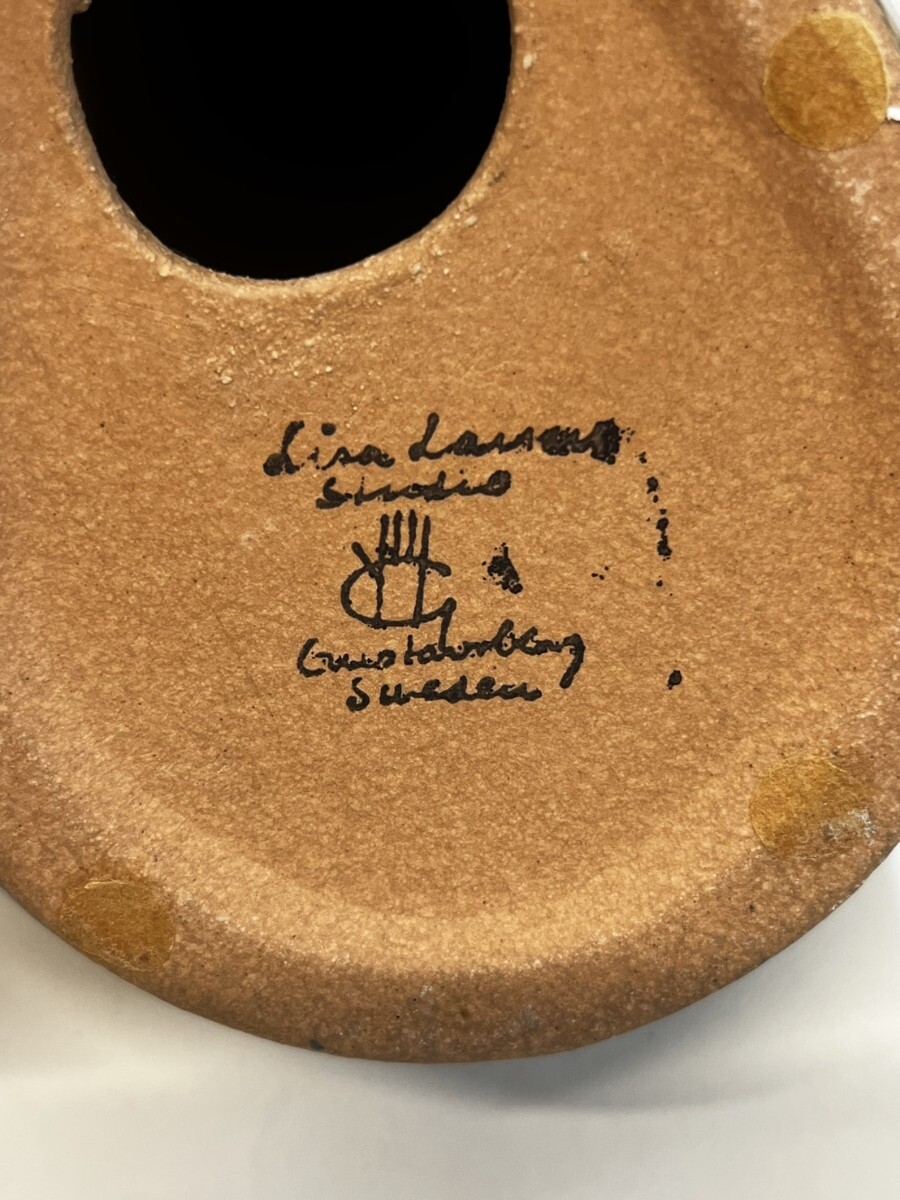 Lisa Larson
Studio
G
Gustavsberg
Sweden